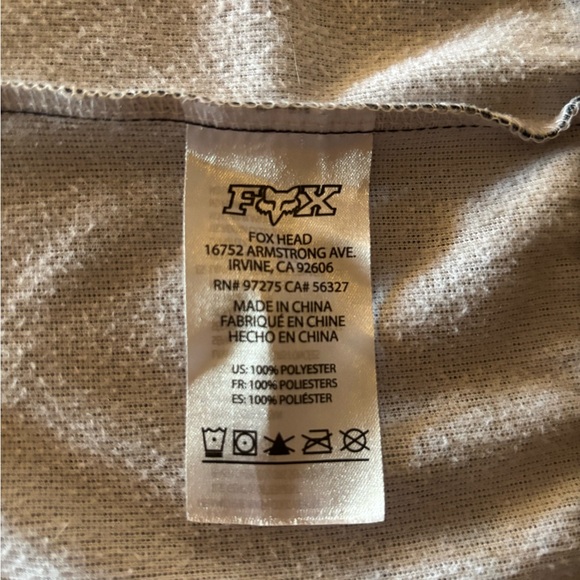 FOX
FOX HEAD
16752 ARMSTRONG AVE.
IRVINE, CA 92606
RN# 97275 CA# 56327
MADE IN CHINA
FABRIQUÉ EN CHINE
HECHO EN CHINA
US: 100% POLYESTER
FR: 100% POLIESTERS
ES: 100% POLIÉSTER